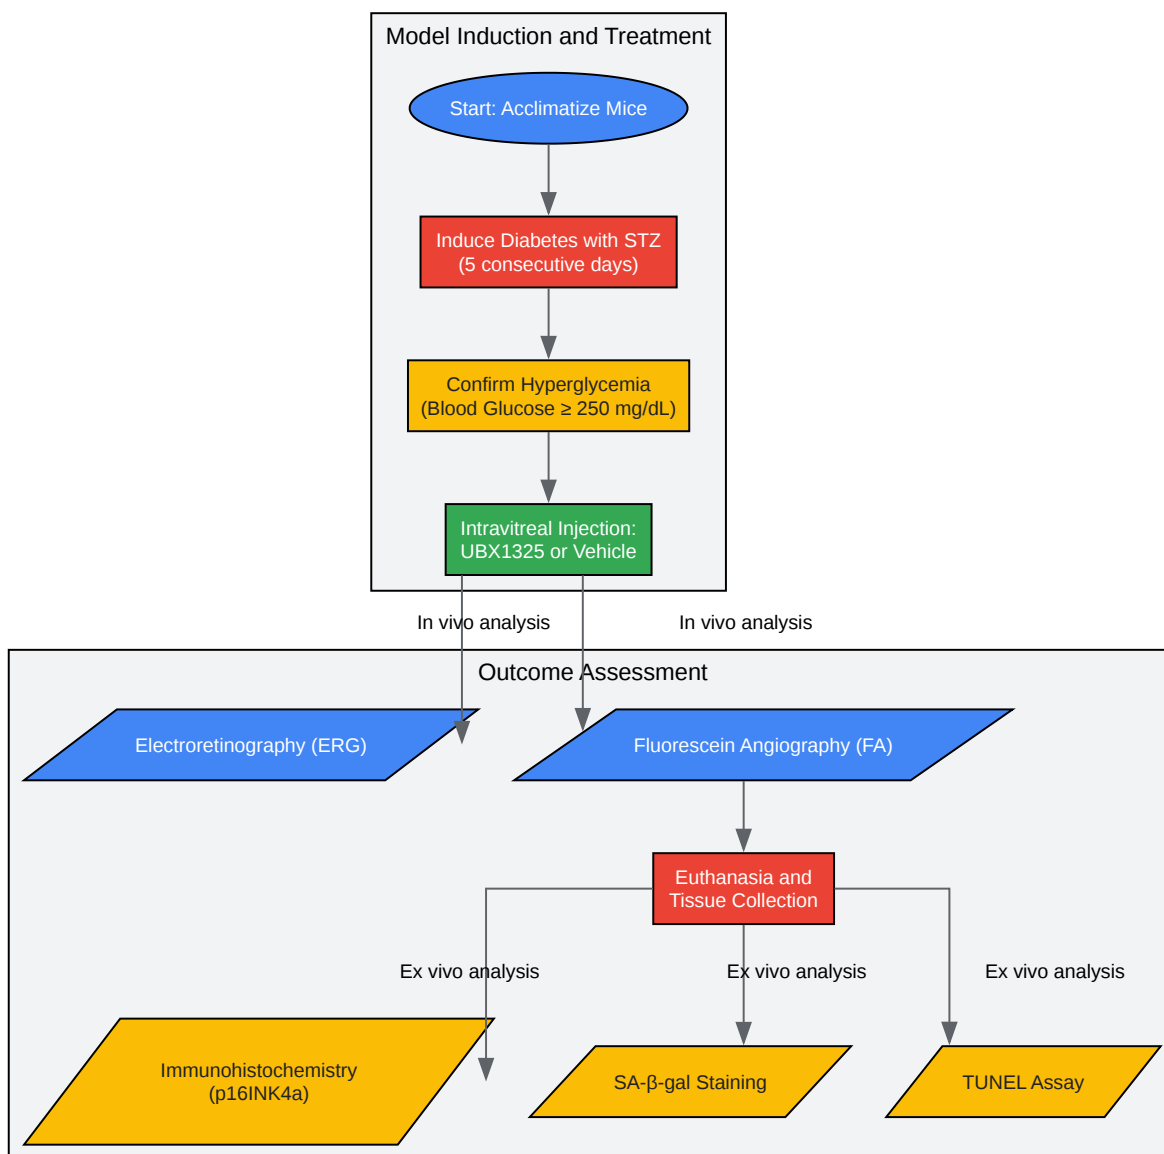 Model Induction and Treatment
Start: Acclimatize Mice
Induce Diabetes with STZ
(5 consecutive days)
Confirm Hyperglycemia
(Blood Glucose ≥ 250 mg/dL)
Intravitreal Injection:
UBX1325 or Vehicle
In vivo analysis
In vivo analysis
Outcome Assessment
Electroretinography (ERG)
Fluorescein Angiography (FA)
Euthanasia and
Tissue Collection
Ex vivo analysis
Ex vivo analysis
Ex vivo analysis
Immunohistochemistry
(p16INK4a)
SA-β-gal Staining
TUNEL Assay